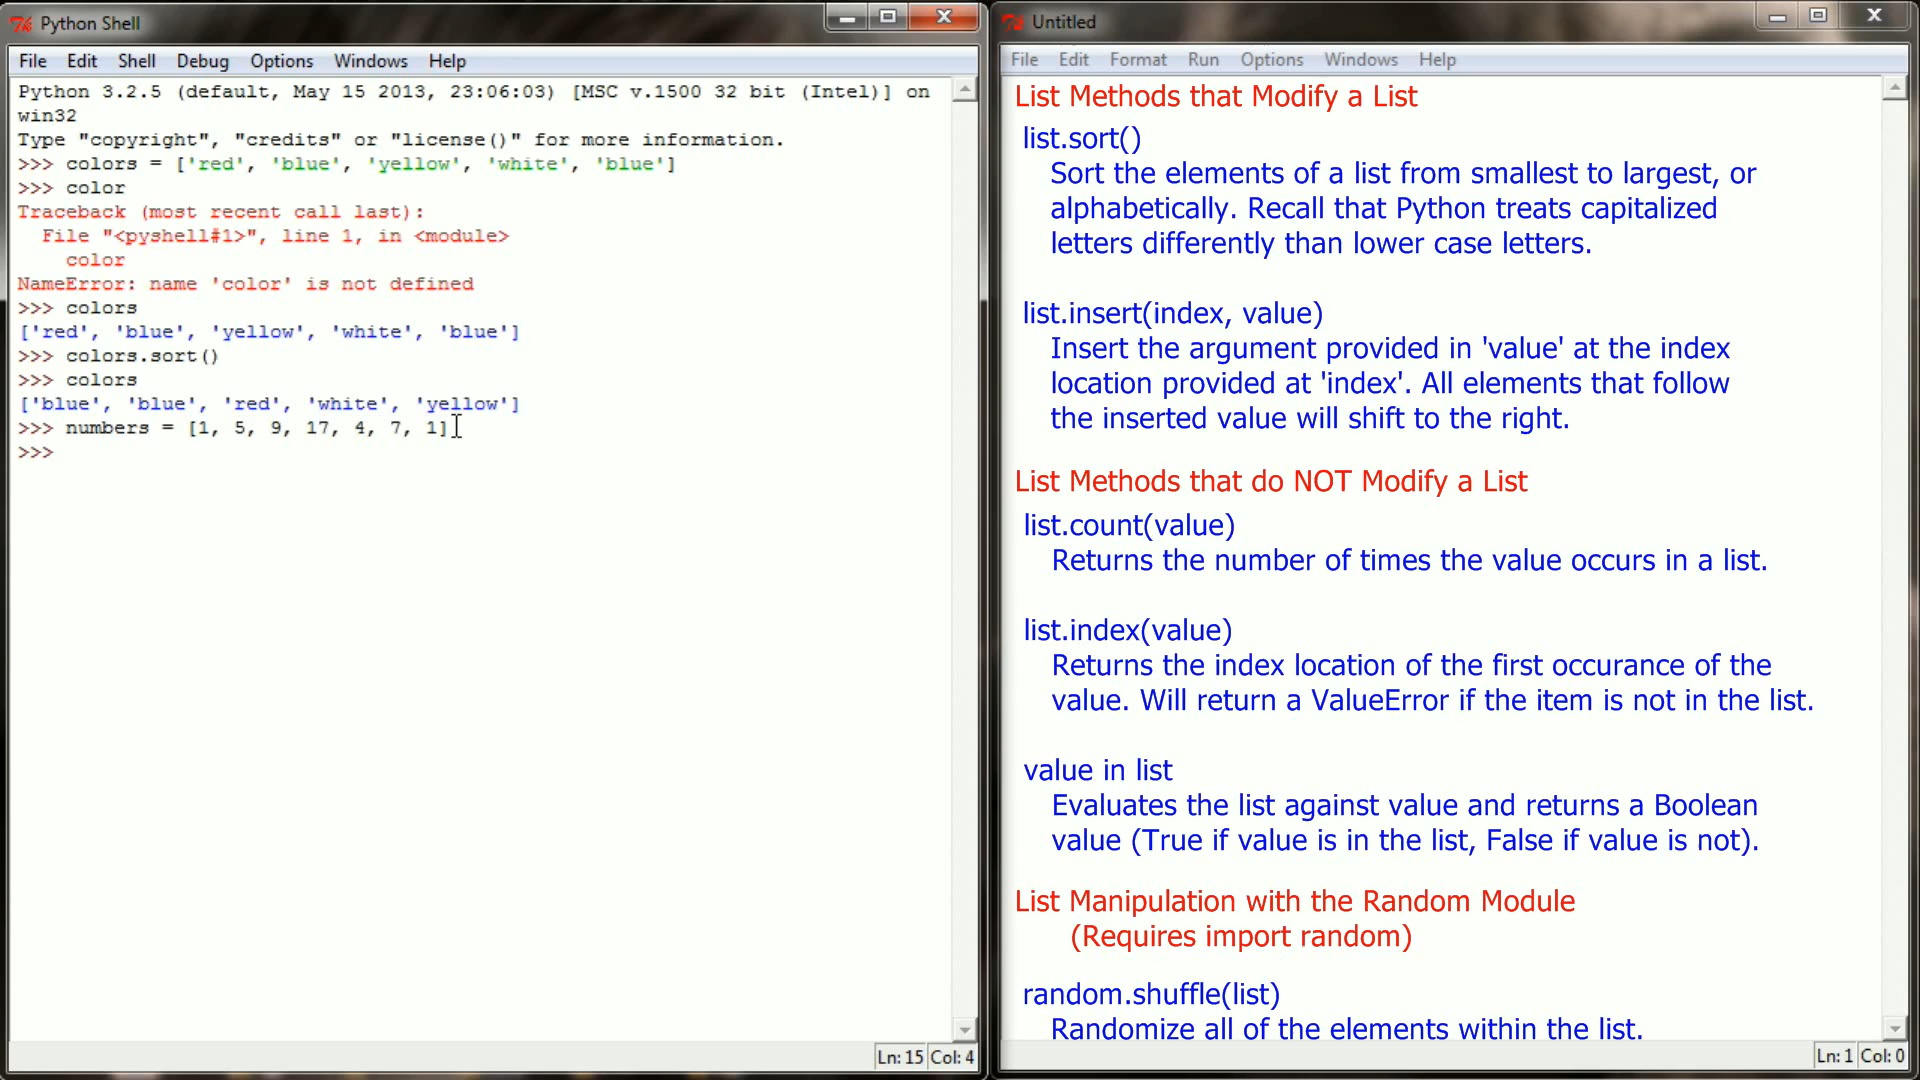 Python Shell
File Edit Shell Debug Options Windows Help
Python 3.2.5 (default, May 15 2013, 23:06:03) [MSC v.1500 32 bit (Intel)] on
win32
Type "copyright", "credits" or "license()" for more information.
>>> colors = ['red', 'blue', 'yellow', 'white', 'blue']
>>> color
Traceback (most recent call last):
  File "<pyshell#1>", line 1, in <module>
    color
NameError: name 'color' is not defined
>>> colors
['red', 'blue', 'yellow', 'white', 'blue']
>>> colors.sort()
>>> colors
['blue', 'blue', 'red', 'white', 'yellow']
>>> numbers = [1, 5, 9, 17, 4, 7, 1]
>>>
Ln: 15 Col: 4
Untitled
File Edit Format Run Options Windows Help
List Methods that Modify a List
list.sort()
Sort the elements of a list from smallest to largest, or
alphabetically. Recall that Python treats capitalized
letters differently than lower case letters.
list.insert(index, value)
Insert the argument provided in 'value' at the index
location provided at 'index'. All elements that follow
the inserted value will shift to the right.
List Methods that do NOT Modify a List
list.count(value)
Returns the number of times the value occurs in a list.
list.index(value)
Returns the index location of the first occurance of the
value. Will return a ValueError if the item is not in the list.
value in list
Evaluates the list against value and returns a Boolean
value (True if value is in the list, False if value is not).
List Manipulation with the Random Module
(Requires import random)
random.shuffle(list)
Randomize all of the elements within the list.
Ln: 1 Col: 0